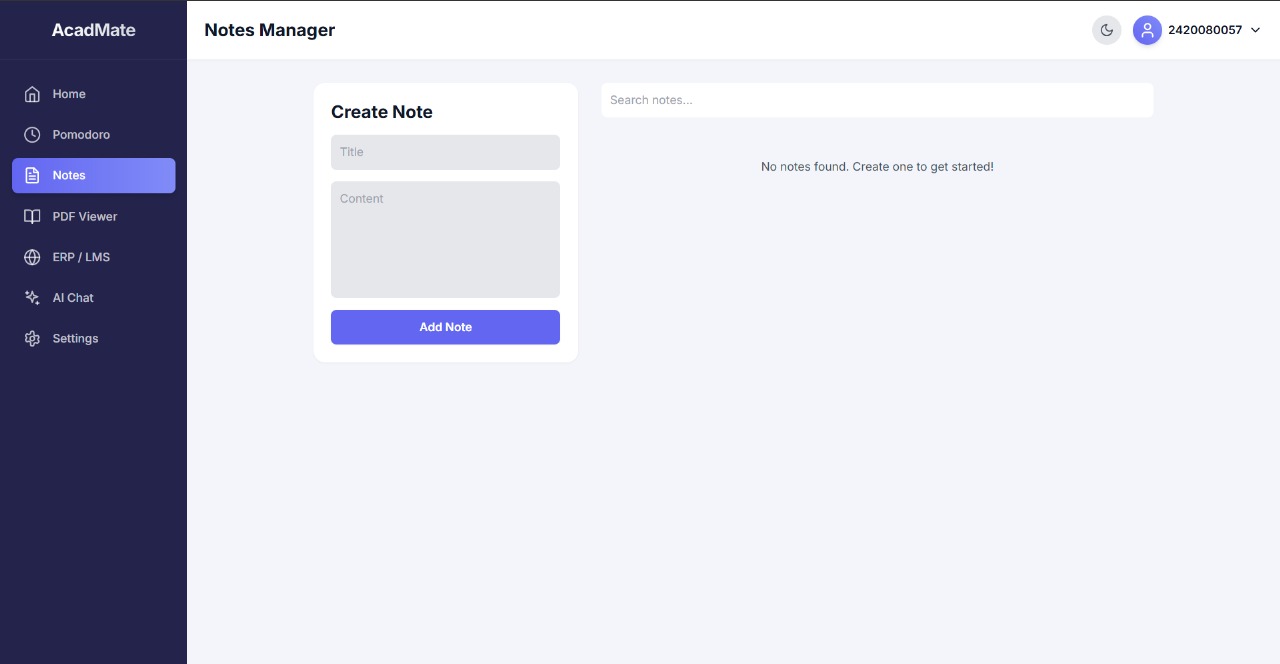 AcadMate
Notes Manager
2420080057
Home
Pomodoro
Notes
PDF Viewer
ERP / LMS
AI Chat
Settings
Create Note
Title
Content
Add Note
Search notes...
No notes found. Create one to get started!